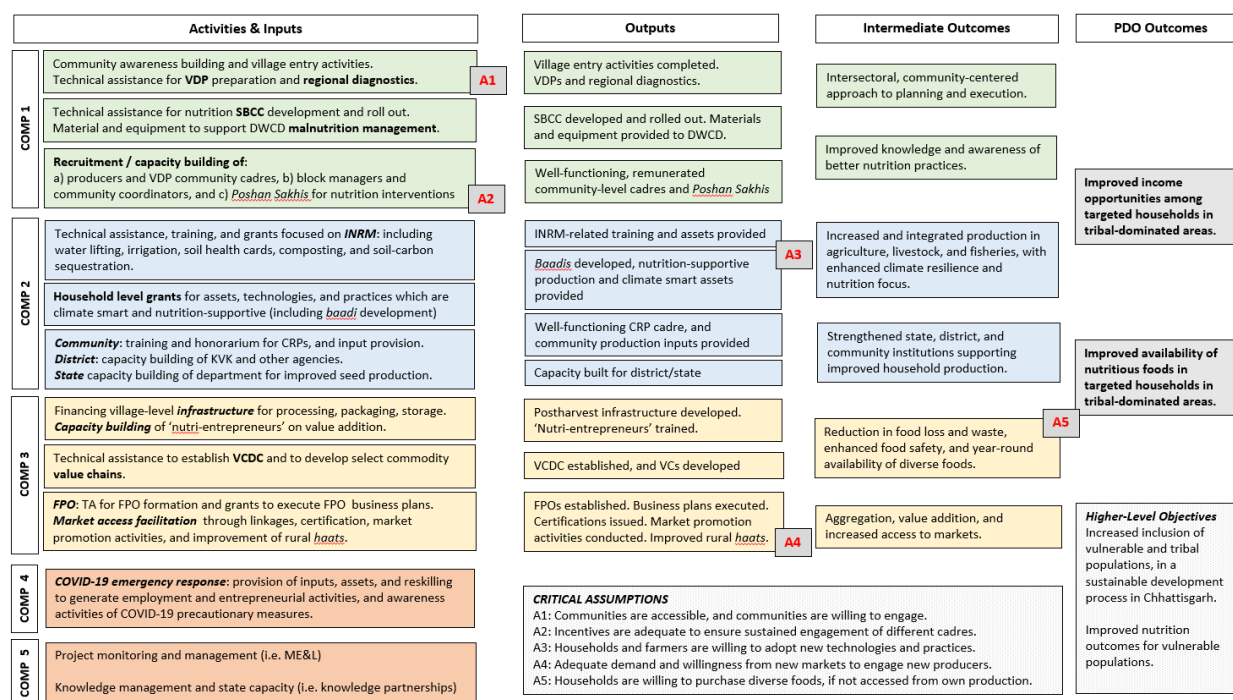 Activities & Inputs
Outputs
Intermediate Outcomes
PDO Outcomes
COMP 1
Community awareness building and village entry activities.
Technical assistance for VDP preparation and regional diagnostics.
A1
Technical assistance for nutrition SBCC development and roll out.
Material and equipment to support DWCD malnutrition management.
Recruitment / capacity building of:
a) producers and VDP community cadres, b) block managers and
community coordinators, and c) Poshan Sakhis for nutrition interventions
A2
Village entry activities completed.
VDPs and regional diagnostics.
SBCC developed and rolled out. Materials
and equipment provided to DWCD.
Well-functioning, remunerated
community-level cadres and Poshan Sakhis
Intersectoral, community-centered
approach to planning and execution.
Improved knowledge and awareness of
better nutrition practices.
COMP 2
Technical assistance, training, and grants focused on INRM: including
water lifting, irrigation, soil health cards, composting, and soil-carbon
sequestration.
Household level grants for assets, technologies, and practices which are
climate smart and nutrition-supportive (including baadi development)
Community: training and honorarium for CRPs, and input provision.
District: capacity building of KVK and other agencies.
State capacity building of department for improved seed production.
INRM-related training and assets provided
A3
Baadis developed, nutrition-supportive
production and climate smart assets
provided
Well-functioning CRP cadre, and
community production inputs provided
Capacity built for district/state
Increased and integrated production in
agriculture, livestock, and fisheries, with
enhanced climate resilience and
nutrition focus.
Strengthened state, district, and
community institutions supporting
improved household production.
COMP 3
Financing village-level infrastructure for processing, packaging, storage.
Capacity building of ‘nutri-entrepreneurs’ on value addition.
Technical assistance to establish VCDC and to develop select commodity
value chains.
FPO: TA for FPO formation and grants to execute FPO business plans.
Market access facilitation through linkages, certification, market
promotion activities, and improvement of rural haats.
Postharvest infrastructure developed.
‘Nutri-entrepreneurs’ trained.
VCDC established, and VCs developed
FPOs established. Business plans executed.
Certifications issued. Market promotion
activities conducted. Improved rural haats.
A4
A5
Reduction in food loss and waste,
enhanced food safety, and year-round
availability of diverse foods.
Aggregation, value addition, and
increased access to markets.
Improved income
opportunities among
targeted households in
tribal-dominated areas.
Improved availability of
nutritious foods in
targeted households in
tribal-dominated areas.
Higher-Level Objectives
Increased inclusion of
vulnerable and tribal
populations, in a
sustainable development
process in Chhattisgarh.
Improved nutrition
outcomes for vulnerable
populations.
COMP 4
COVID-19 emergency response: provision of inputs, assets, and reskilling
to generate employment and entrepreneurial activities, and awareness
activities of COVID-19 precautionary measures.
COMP 5
Project monitoring and management (i.e. ME&L)
Knowledge management and state capacity (i.e. knowledge partnerships)
CRITICAL ASSUMPTIONS
A1: Communities are accessible, and communities are willing to engage.
A2: Incentives are adequate to ensure sustained engagement of different cadres.
A3: Households and farmers are willing to adopt new technologies and practices.
A4: Adequate demand and willingness from new markets to engage new producers.
A5: Households are willing to purchase diverse foods, if not accessed from own production.